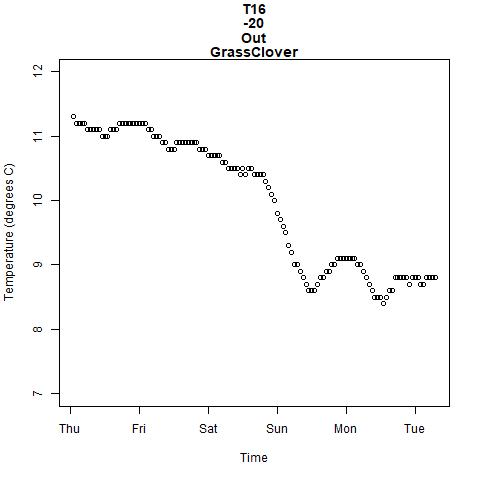 T16
-20
Out
GrassClover
Temperature (degrees C)
12
11
10
9
8
7
Thu Fri Sat Sun Mon Tue
Time